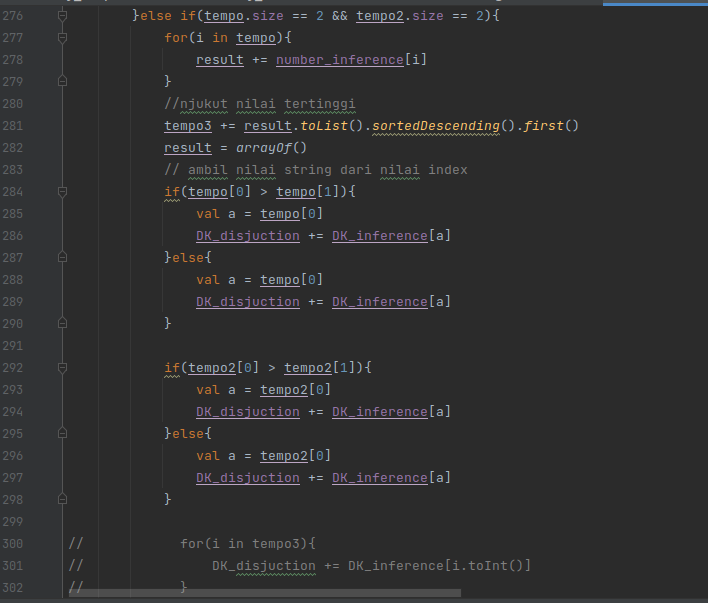 276 }else if(tempo.size == 2 && tempo2.size == 2){
277 for(i in tempo){
278 result += number_inference[i]
279 }
280 //njukut nilai tertinggi
281 tempo3 += result.toList().sortedDescending().first()
282 result = arrayOf()
283 // ambil nilai string dari nilai index
284 if(tempo[0] > tempo[1]){
285 val a = tempo[0]
286 DK_disjuction += DK_inference[a]
287 }else{
288 val a = tempo[0]
289 DK_disjuction += DK_inference[a]
290 }
291
292 if(tempo2[0] > tempo2[1]){
293 val a = tempo2[0]
294 DK_disjuction += DK_inference[a]
295 }else{
296 val a = tempo2[0]
297 DK_disjuction += DK_inference[a]
298 }
299
300 // for(i in tempo3){
301 // DK_disjuction += DK_inference[i.toInt()]
302 // }